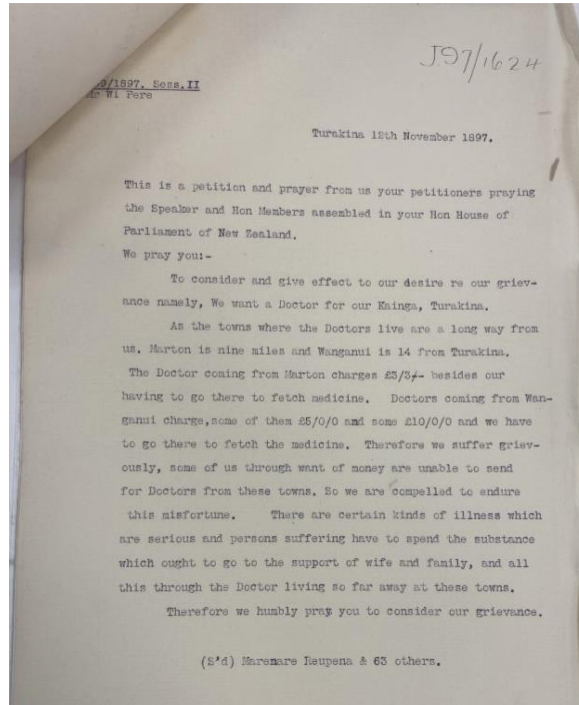 J97/1624
9/1897. Sess.II
Mr Wi Pere
Turakina 12th November 1897.
This is a petition and prayer from us your petitioners praying
the Speaker and Hon Members assembled in your Hon House of
Parliament of New Zealand.
We pray you:-
To consider and give effect to our desire re our griev-
ance namely, We want a Doctor for our Kainga, Turakina.
As the towns where the Doctors live are a long way from
us. Marton is nine miles and Wanganui is 14 from Turakina.
The Doctor coming from Marton charges £3/3/- besides our
having to go there to fetch medicine. Doctors coming from Wan-
ganui charge,some of them £5/0/0 and some £10/0/0 and we have
to go there to fetch the medicine. Therefore we suffer griev-
ously, some of us through want of money are unable to send
for Doctors from these towns. So we are compelled to endure
this misfortune. There are certain kinds of illness which
are serious and persons suffering have to spend the substance
which ought to go to the support of wife and family, and all
this through the Doctor living so far away at these towns.
Therefore we humbly pray you to consider our grievance.
(S'd) Marenare Reupena & 63 others.